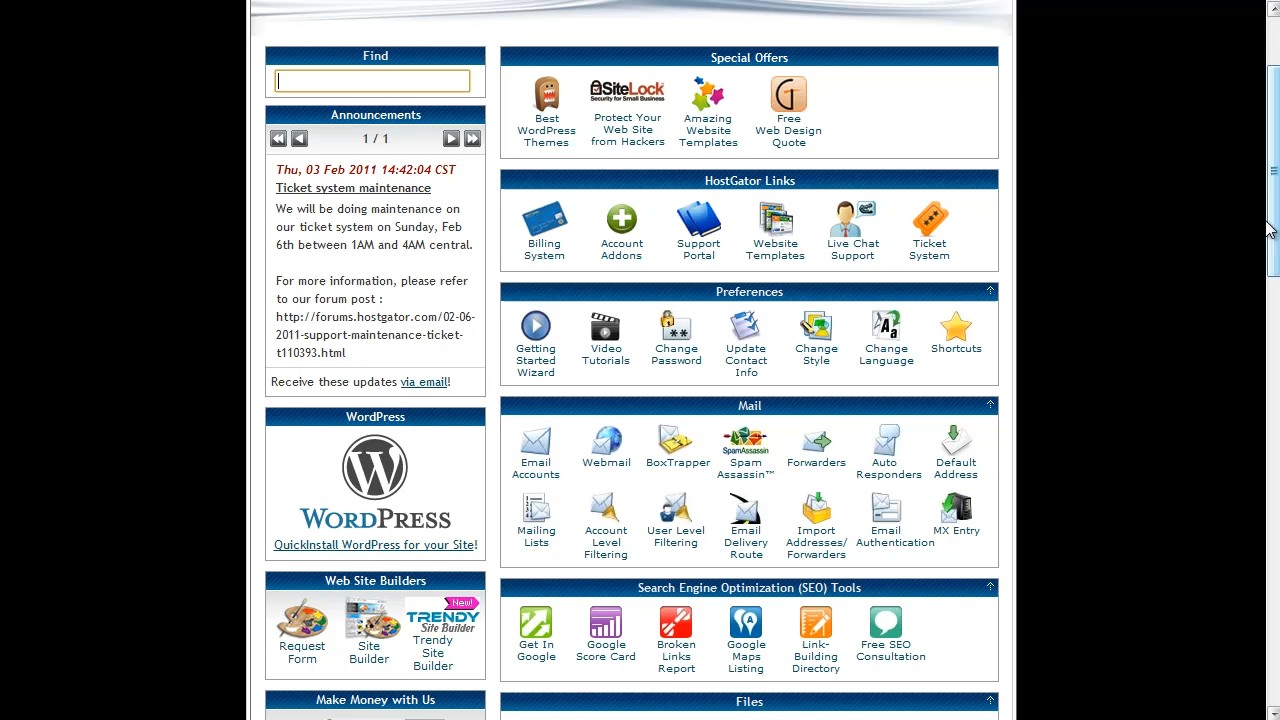 Find
Announcements
1 / 1
Thu, 03 Feb 2011 14:42:04 CST
Ticket system maintenance
We will be doing maintenance on
our ticket system on Sunday, Feb
6th between 1AM and 4AM central.
For more information, please refer
to our forum post :
http://forums.hostgator.com/02-06-
2011-support-maintenance-ticket-
t110393.html
Receive these updates via email!
WordPress
WORDPRESS
QuickInstall WordPress for your Site!
Web Site Builders
New!
TRENDY
Site Builder
Request
Form
Site
Builder
Trendy
Site
Builder
Make Money with Us
Special Offers
SiteLock
Security for Small Business
Best
WordPress
Themes
Protect Your
Web Site
from Hackers
Amazing
Website
Templates
Free
Web Design
Quote
HostGator Links
Billing
System
Account
Addons
Support
Portal
Website
Templates
Live Chat
Support
Ticket
System
Preferences
Getting
Started
Wizard
Video
Tutorials
**
Change
Password
Update
Contact
Info
Change
Style
Aa
Change
Language
Shortcuts
Mail
Email
Accounts
Webmail
BoxTrapper
SpamAssassin
Spam
Assassin™
Forwarders
Auto
Responders
Default
Address
Mailing
Lists
Account
Level
Filtering
User Level
Filtering
Email
Delivery
Route
Import
Addresses/
Forwarders
Email
Authentication
MX Entry
Search Engine Optimization (SEO) Tools
Get In
Google
Google
Score Card
Broken
Links
Report
A
Google
Maps
Listing
Link-
Building
Directory
Free SEO
Consultation
Files